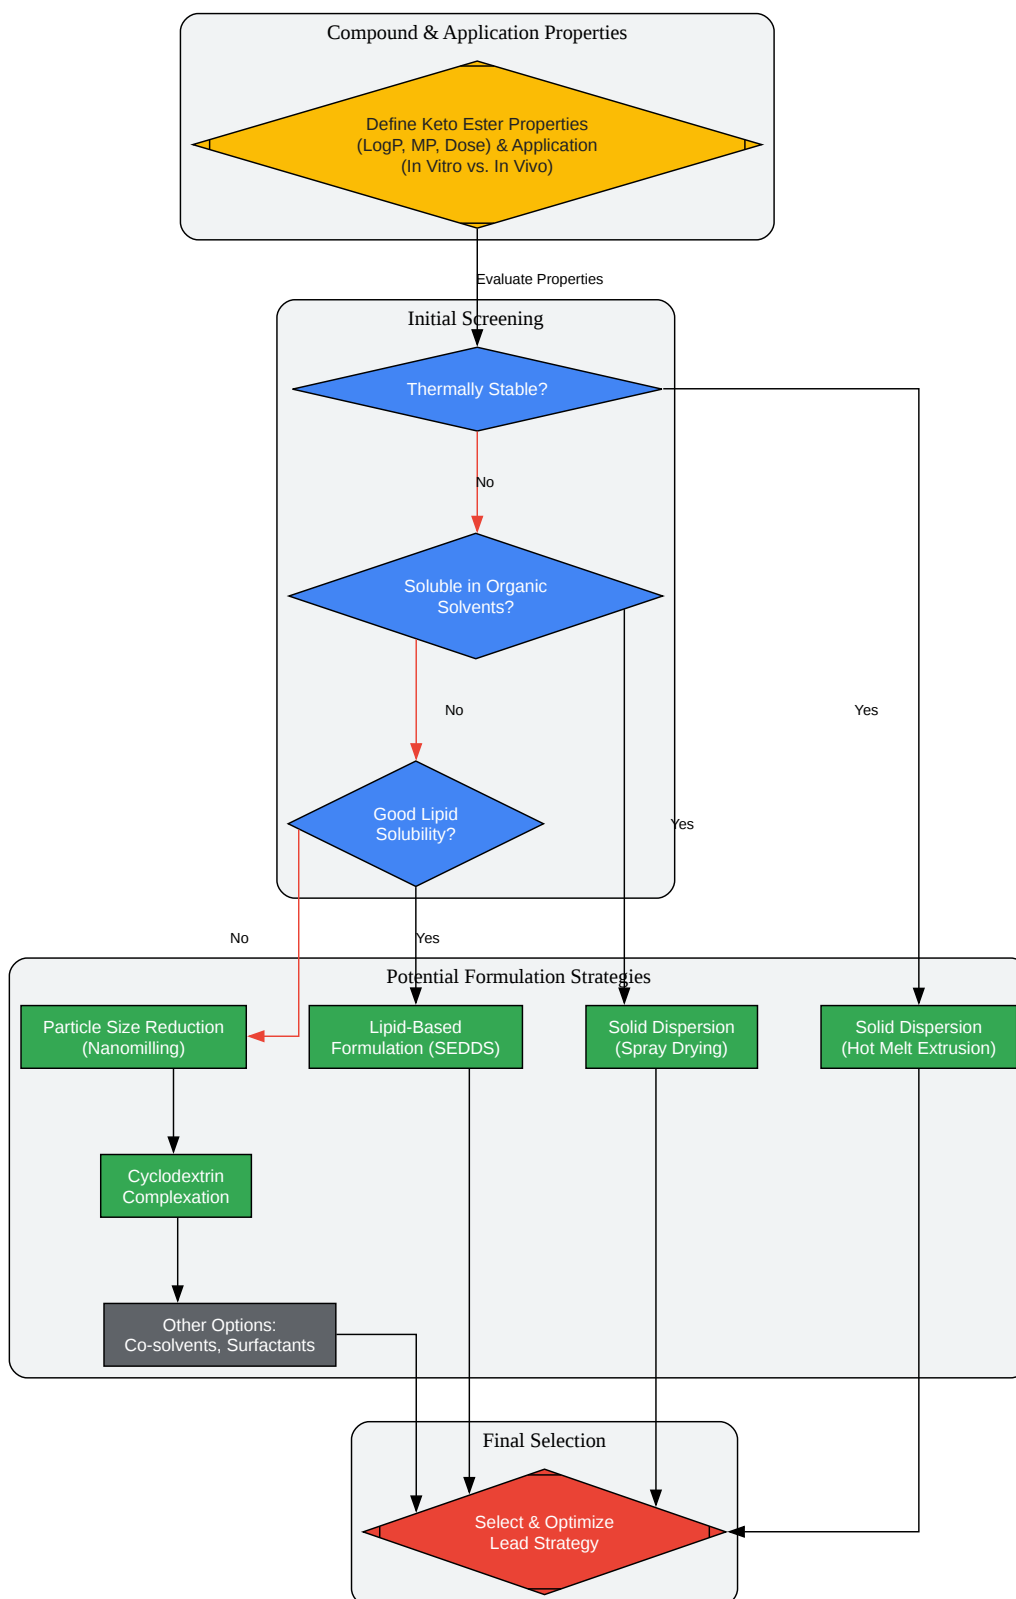 Compound & Application Properties
Define Keto Ester Properties
(LogP, MP, Dose) & Application
(In Vitro vs. In Vivo)
Evaluate Properties
Initial Screening
Thermally Stable?
No
Soluble in Organic
Solvents?
No
Yes
Good Lipid
Solubility?
Yes
No
Yes
Potential Formulation Strategies
Particle Size Reduction
(Nanomilling)
Lipid-Based
Formulation (SEDDS)
Solid Dispersion
(Spray Drying)
Solid Dispersion
(Hot Melt Extrusion)
Cyclodextrin
Complexation
Other Options:
Co-solvents, Surfactants
Final Selection
Select & Optimize
Lead Strategy